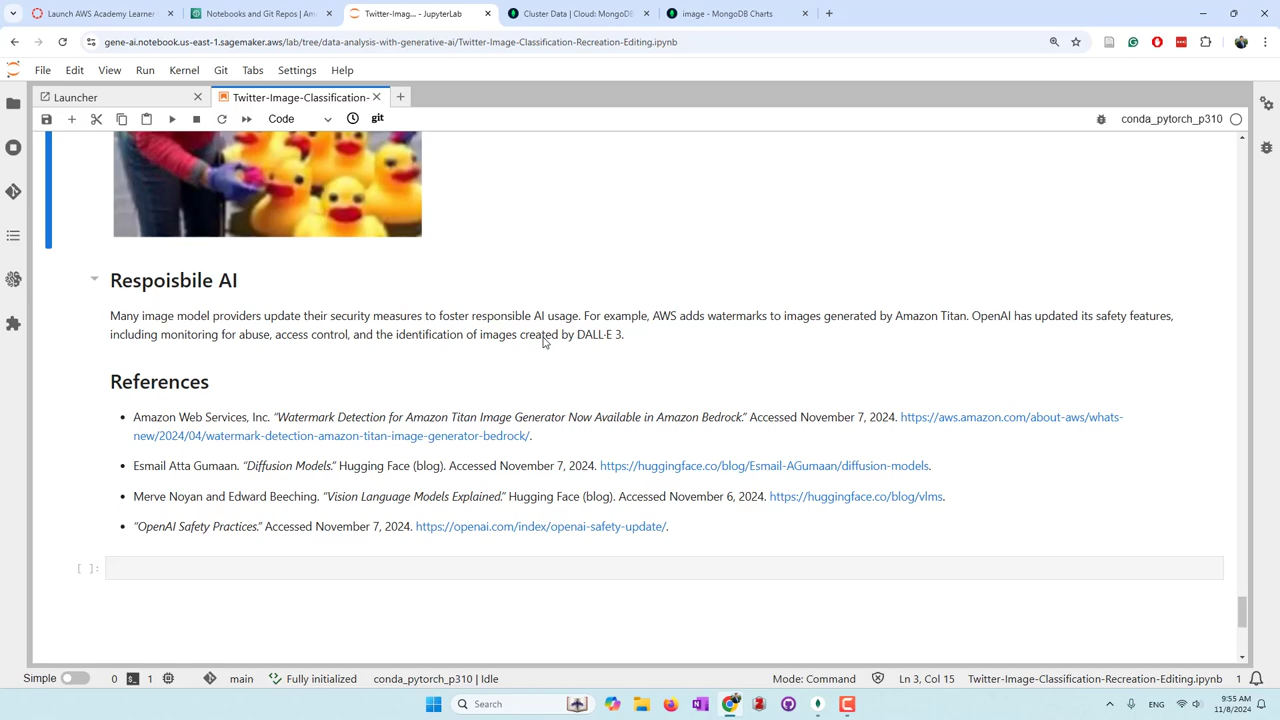 Launch AWS Academy Learner
Notebooks and Git Repos | Am
Twitter-Imag... - JupyterLab
Cluster Data | Cloud: MongoDB
image - MongoDB Charts
gene-ai.notebook.us-east-1.sagemaker.aws/lab/tree/data-analysis-with-generative-ai/Twitter-Image-Classification-Recreation-Editing.ipynb
File Edit View Run Kernel Git Tabs Settings Help
Launcher
Twitter-Image-Classification-
Code
git
conda_pytorch_p310
Respoisbile AI
Many image model providers update their security measures to foster responsible AI usage. For example, AWS adds watermarks to images generated by Amazon Titan. OpenAI has updated its safety features,
including monitoring for abuse, access control, and the identification of images created by DALL·E 3.
References
• Amazon Web Services, Inc. “Watermark Detection for Amazon Titan Image Generator Now Available in Amazon Bedrock.” Accessed November 7, 2024. https://aws.amazon.com/about-aws/whats-
new/2024/04/watermark-detection-amazon-titan-image-generator-bedrock/.
• Esmail Atta Gumaan. “Diffusion Models.” Hugging Face (blog). Accessed November 7, 2024. https://huggingface.co/blog/Esmail-AGumaan/diffusion-models.
• Merve Noyan and Edward Beeching. “Vision Language Models Explained.” Hugging Face (blog). Accessed November 6, 2024. https://huggingface.co/blog/vlms.
• “OpenAI Safety Practices.” Accessed November 7, 2024. https://openai.com/index/openai-safety-update/.
[ ]:
Simple 0 1 main Fully initialized conda_pytorch_p310 | Idle Mode: Command Ln 3, Col 15 Twitter-Image-Classification-Recreation-Editing.ipynb 1
Search
ENG
9:55 AM
11/8/2024